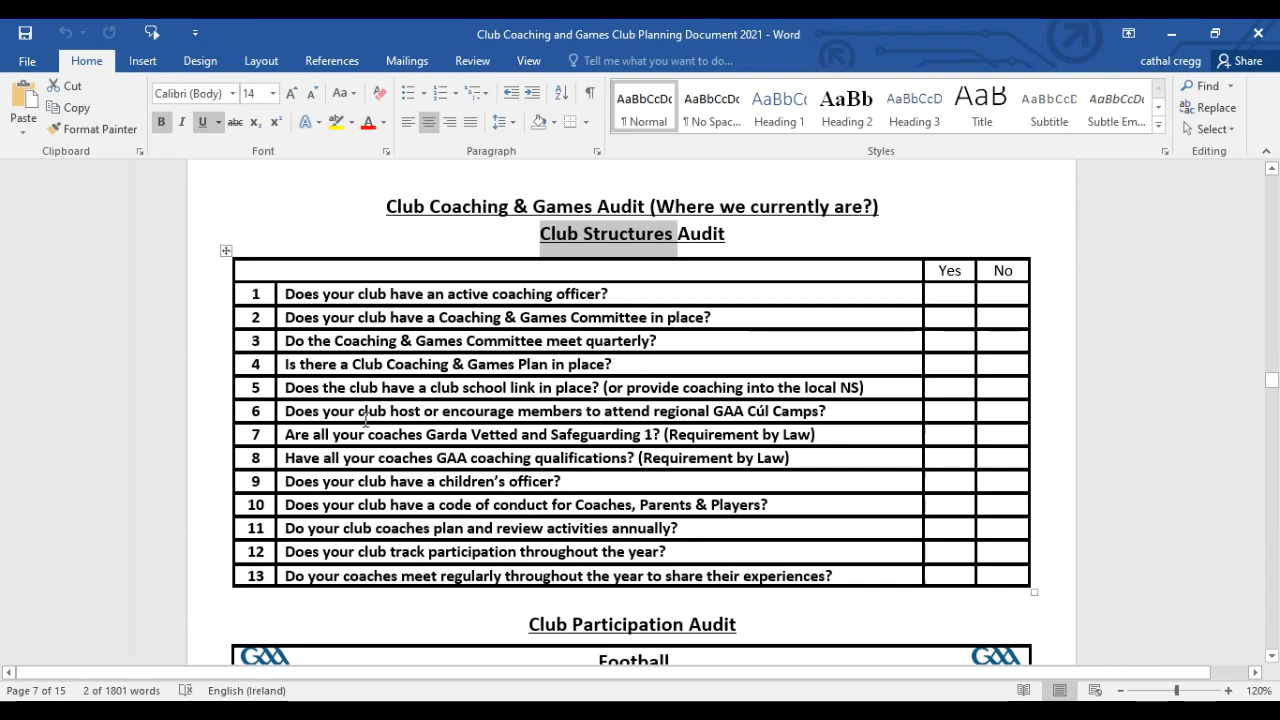 Club Coaching and Games Club Planning Document 2021 - Word
File Home Insert Design Layout References Mailings Review View Tell me what you want to do... cathal cregg Share
Paste
Cut
Copy
Format Painter
Clipboard
Calibri (Body) 14
Font
Paragraph
AaBbCcDc AaBbCcDc AaBbCc AaBb AaBbCcD AaB AaBbCcD AaBbCcDc
¶ Normal ¶ No Spac... Heading 1 Heading 2 Heading 3 Title Subtitle Subtle Em...
Styles
Find
Replace
Select
Editing
Club Coaching & Games Audit (Where we currently are?)
Club Structures Audit
Yes No
1 Does your club have an active coaching officer?
2 Does your club have a Coaching & Games Committee in place?
3 Do the Coaching & Games Committee meet quarterly?
4 Is there a Club Coaching & Games Plan in place?
5 Does the club have a club school link in place? (or provide coaching into the local NS)
6 Does your club host or encourage members to attend regional GAA Cúl Camps?
7 Are all your coaches Garda Vetted and Safeguarding 1? (Requirement by Law)
8 Have all your coaches GAA coaching qualifications? (Requirement by Law)
9 Does your club have a children's officer?
10 Does your club have a code of conduct for Coaches, Parents & Players?
11 Do your club coaches plan and review activities annually?
12 Does your club track participation throughout the year?
13 Do your coaches meet regularly throughout the year to share their experiences?
Club Participation Audit
GAA Football GAA
Page 7 of 15 2 of 1801 words English (Ireland) 120%